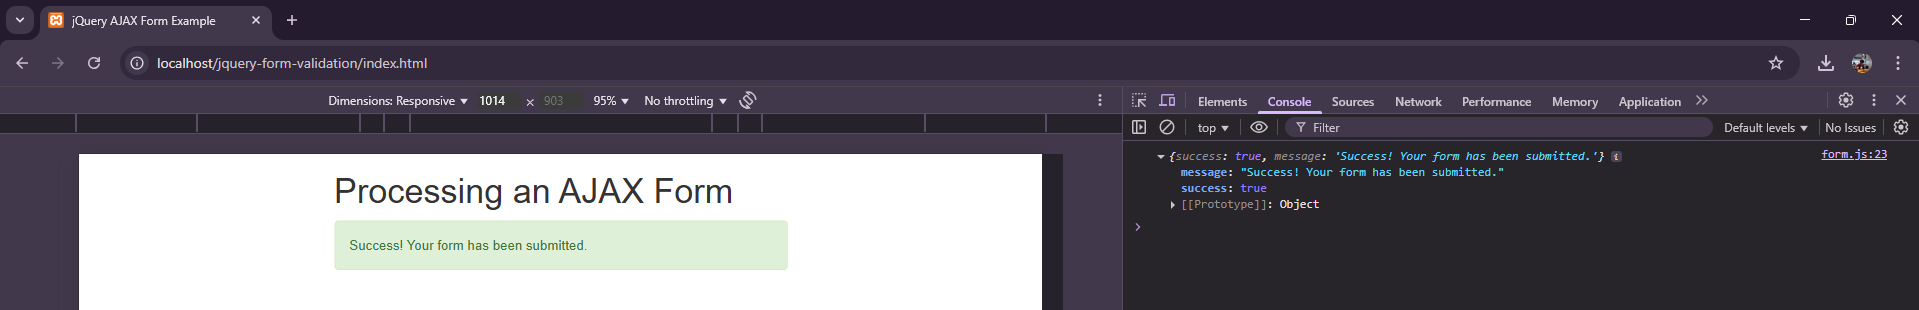 jQuery AJAX Form Example
localhost/jquery-form-validation/index.html
Dimensions: Responsive 1014 × 903 95% No throttling
Elements Console Sources Network Performance Memory Application
top Filter Default levels No Issues
{success: true, message: 'Success! Your form has been submitted.'} i form.js:23
message: "Success! Your form has been submitted."
success: true
[[Prototype]]: Object
Processing an AJAX Form
Success! Your form has been submitted.